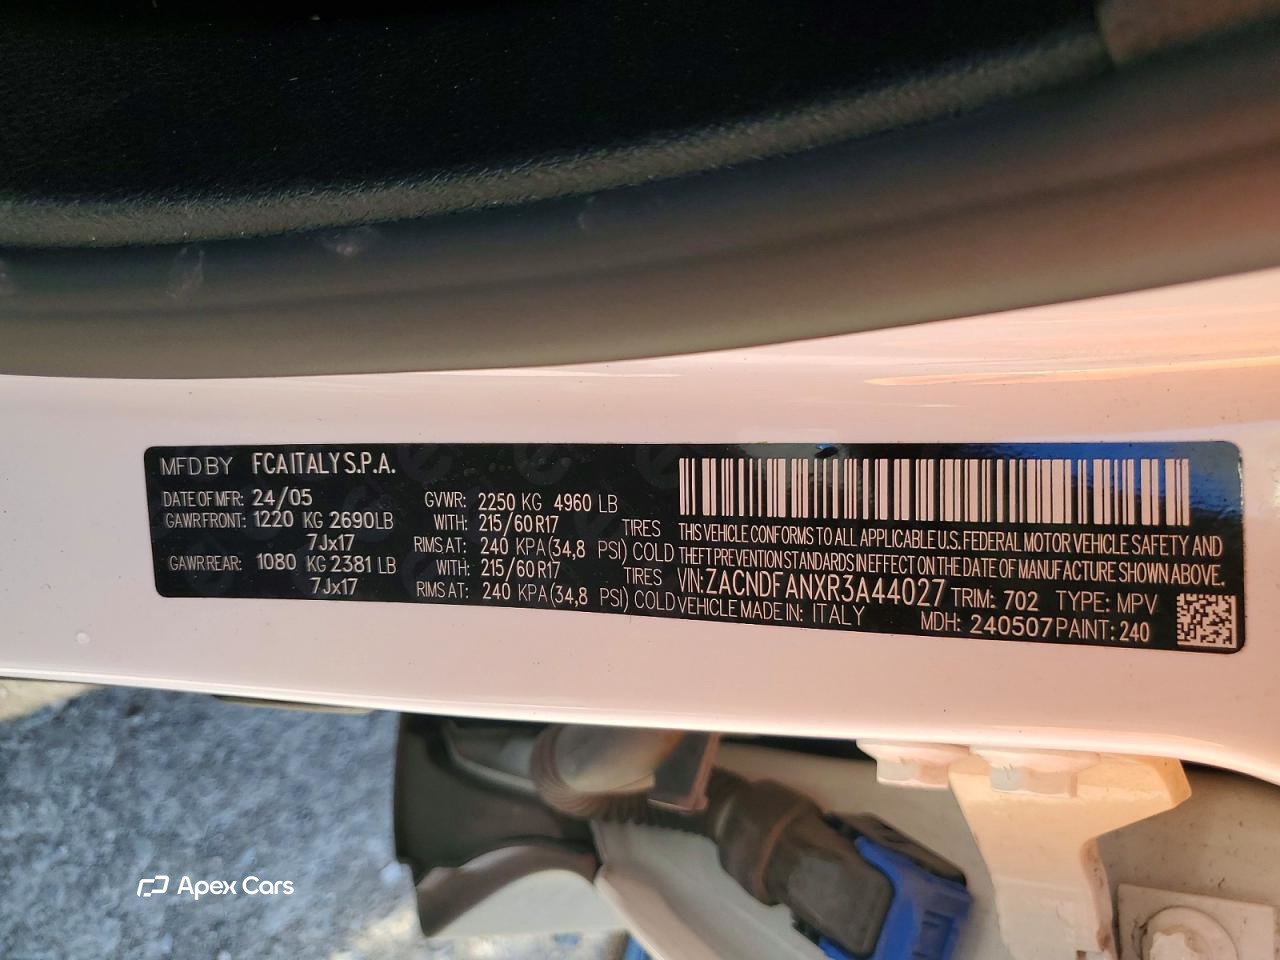 MFD BY FCA ITALY S.P.A.
DATE OF MFR: 24/05 GVWR: 2250 KG 4960 LB
GAWR FRONT: 1220 KG 2690LB WITH: 215/60 R17 TIRES
7Jx17 RIMS AT: 240 KPA (34,8 PSI) COLD
GAWR REAR: 1080 KG 2381 LB WITH: 215/60 R17 TIRES
7Jx17 RIMS AT: 240 KPA (34,8 PSI) COLD
THIS VEHICLE CONFORMS TO ALL APPLICABLE U.S. FEDERAL MOTOR VEHICLE SAFETY AND
THEFT PREVENTION STANDARDS IN EFFECT ON THE DATE OF MANUFACTURE SHOWN ABOVE.
VIN: ZACNDFANXR3A44027 TRIM: 702 TYPE: MPV
VEHICLE MADE IN: ITALY MDH: 240507 PAINT: 240
Apex Cars